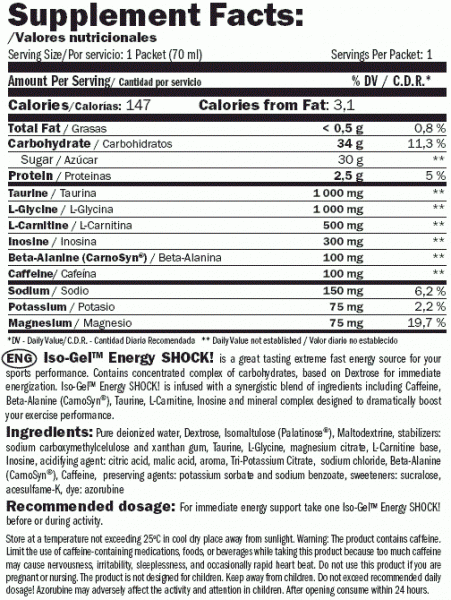 Supplement Facts:
/Valores nutricionales
Serving Size/Por servicio: 1 Packet (70 ml) Servings Per Packet: 1
Amount Per Serving/ Cantidad por servicio % DV / C.D.R.*
Calories/Calorías: 147 Calories from Fat: 3,1
Total Fat / Grasas < 0,5 g 0,8 %
Carbohydrate / Carbohidratos 34 g 11,3 %
Sugar / Azúcar 30 g **
Protein / Proteinas 2,5 g 5 %
Taurine / Taurina 1 000 mg **
L-Glycine / L-Glycina 1 000 mg **
L-Carnitine / L-Carnitina 500 mg **
Inosine / Inosina 300 mg **
Beta-Alanine (CarnoSyn®) / Beta-Alanina 100 mg **
Caffeine/ Cafeína 100 mg **
Sodium / Sodio 150 mg 6,2 %
Potassium / Potasio 75 mg 2,2 %
Magnesium / Magnesio 75 mg 19,7 %
*DV - Daily Value/ C.D.R. - Cantidad Diario Recomendada ** Daily Value not established / Valor diario no establecido
ENG Iso-Gel™ Energy SHOCK! is a great tasting extreme fast energy source for your
sports performance. Contains concentrated complex of carbohydrates, based on Dextrose for immediate
energization. Iso-Gel™ Energy SHOCK! is infused with a synergistic blend of ingredients including Caffeine,
Beta-Alanine (CarnoSyn®), Taurine, L-Carnitine, Inosine and mineral complex designed to dramatically boost
your exercise performance.
Ingredients: Pure deionized water, Dextrose, Isomaltulose (Palatinose®), Maltodextrine, stabilizers:
sodium carboxymethylcelulose and xanthan gum, Taurine, L-Glycine, magnesium citrate, L-Carnitine base,
Inosine, acidifying agent: citric acid, malic acid, aroma, Tri-Potassium Citrate, sodium chloride, Beta-Alanine
(CarnoSyn®), Caffeine, preserving agents: potassium sorbate and sodium benzoate, sweeteners: sucralose,
acesulfame-K, dye: azorubine
Recommended dosage: For immediate energy support take one Iso-Gel™ Energy SHOCK!
before or during activity.
Store at a temperature not exceeding 25ºC in cool dry place away from sunlight. Warning: The product contains caffeine.
Limit the use of caffeine-containing medications, foods, or beverages while taking this product because too much caffeine
may cause nervousness, irritability, sleeplessness, and occasionally rapid heart beat. Do not use this product if you are
pregnant or nursing. The product is not designed for children. Keep away from children. Do not exceed recommended daily
dosage! Azorubine may adversely affect the activity and attention in children. After opening consume within 24 hours.